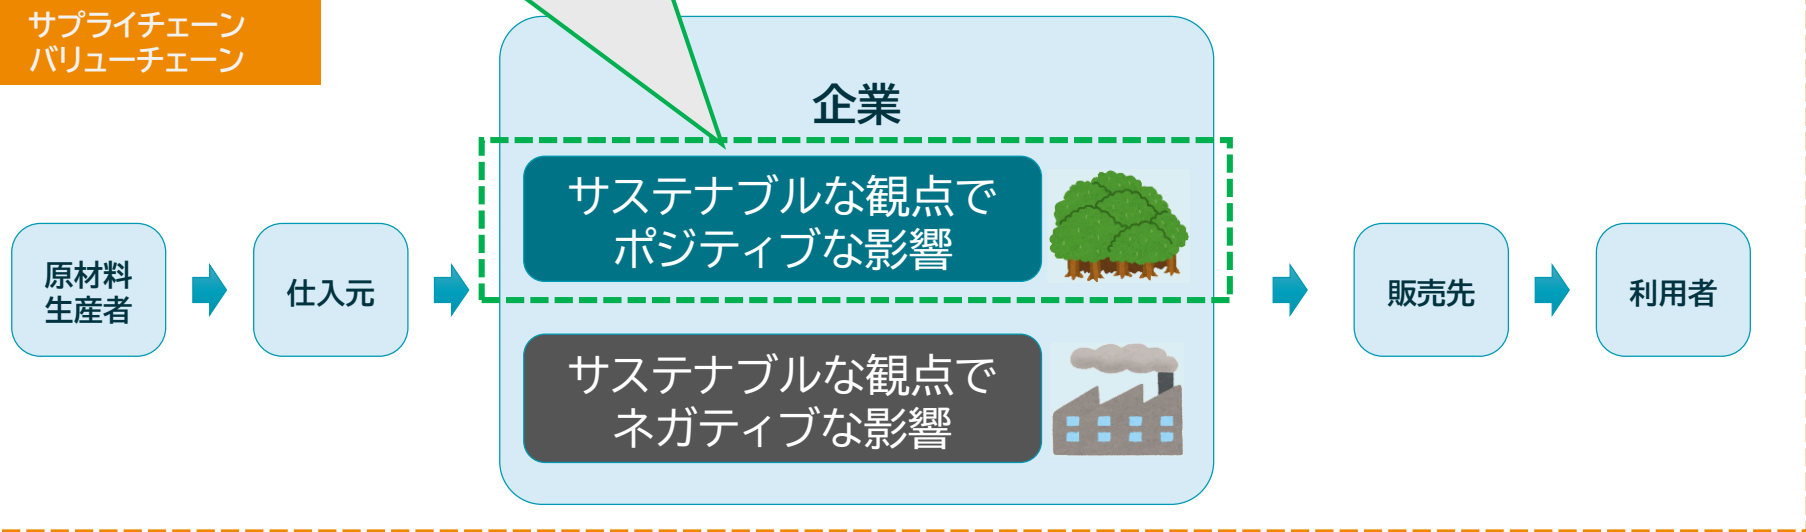 サプライチェーン
バリューチェーン
企業
サステナブルな観点で
ポジティブな影響
原材料
生産者
仕入元
販売先
利用者
サステナブルな観点で
ネガティブな影響